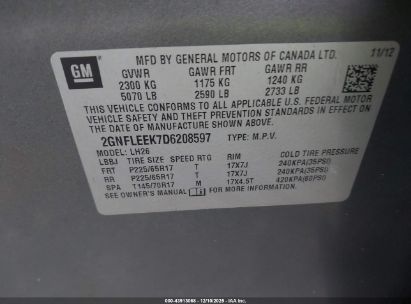 GM
MFD BY GENERAL MOTORS OF CANADA LTD. 11/12
GVWR GAWR FRT GAWR RR
2300 KG 1175 KG 1240 KG
5070 LB 2590 LB 2733 LB
THIS VEHICLE CONFORMS TO ALL APPLICABLE U.S. FEDERAL MOTOR
VEHICLE SAFETY AND THEFT PREVENTION STANDARDS IN EFFECT ON
THE DATE OF MANUFACTURE SHOWN ABOVE.
2GNFLEEK7D6208597 TYPE: M.P.V.
MODEL: LH26
LBBJ TIRE SIZE SPEED RTG RIM COLD TIRE PRESSURE
FRT P225/65R17 T 17X7J 240KPA(35PSI)
RR P225/65R17 T 17X7J 240KPA(35PSI)
SPA T145/70R17 M 17X4.5T 420KPA(60PSI)
SEE OWNER'S MANUAL FOR MORE INFORMATION.